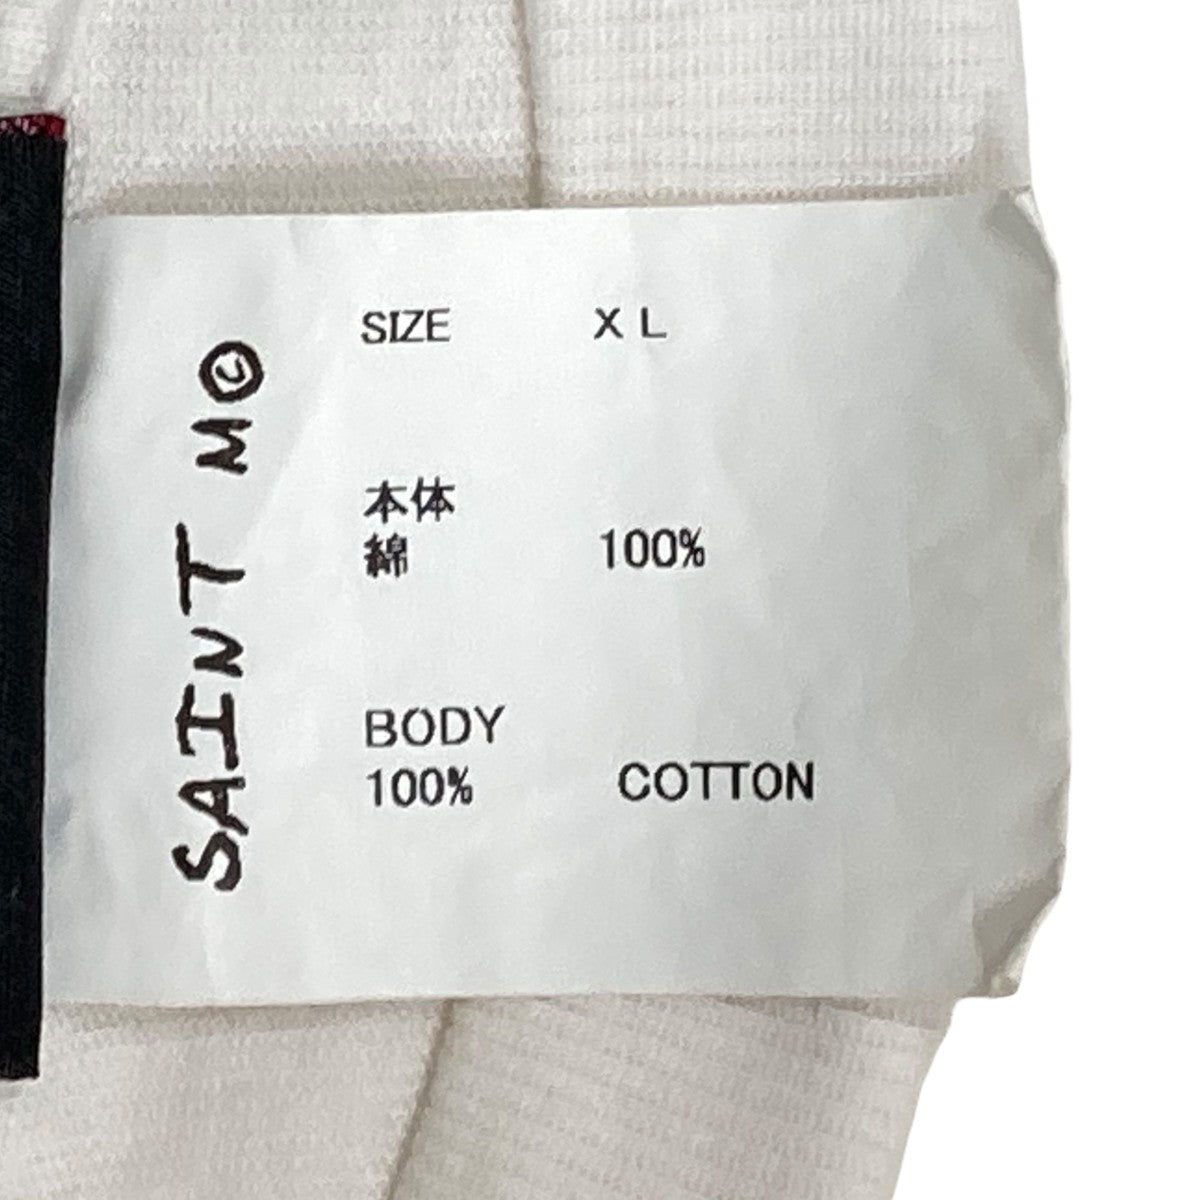 SAINT M©
SIZE XL
本体
綿 100%
BODY
100% COTTON